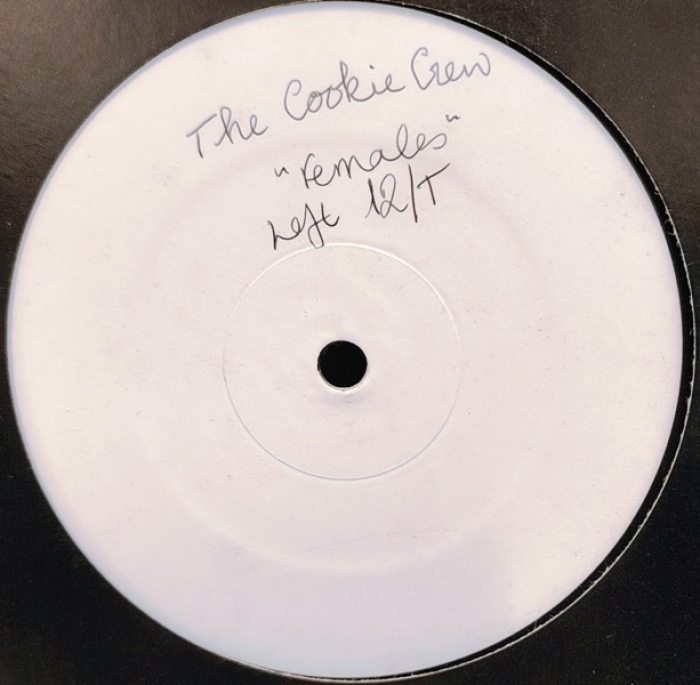 The Cookie Crew
"Females"
Left 12/T